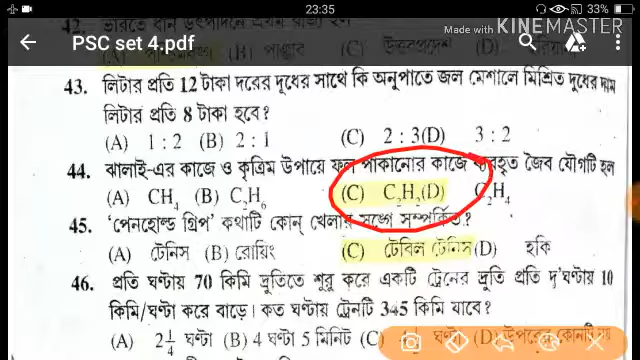 23:35
33%
Made with KINEMASTER
PSC set 4.pdf
42. ভারতে ধান উৎপাদনে প্রথম রাজ্য হল
(A) (B) পাঞ্জাব (C) উত্তরপ্রদেশ (D)
43. লিটার প্রতি 12 টাকা দরের দুধের সাথে কি অনুপাতে জল মেশালে মিশ্রিত দুধের দাম
লিটার প্রতি 8 টাকা হবে?
(A) 1 : 2 (B) 2 : 1 (C) 2 : 3(D) 3 : 2
44. ঝালাই-এর কাজে ও কৃত্রিম উপায়ে ফল পাকানোর কাজে ব্যবহৃত জৈব যৌগটি হল
(A) CH₄ (B) C₂H₆ (C) C₂H₂(D) C₂H₄
45. 'পেনহোল্ড গ্রিপ' কথাটি কোন্ খেলার সঙ্গে সম্পর্কিত?
(A) টেনিস (B) রোয়িং (C) টেবিল টেনিস(D) হকি
46. প্রতি ঘণ্টায় 70 কিমি দ্রুতিতে শুরু করে একটি ট্রেনের দ্রুতি প্রতি দু'ঘণ্টায় 10
কিমি/ঘণ্টা করে বাড়ে। কত ঘণ্টায় ট্রেনটি 345 কিমি যাবে?
(A) 2¼ ঘণ্টা (B) 4 ঘণ্টা 5 মিনিট (C) ঘণ্টা (D) উপরের